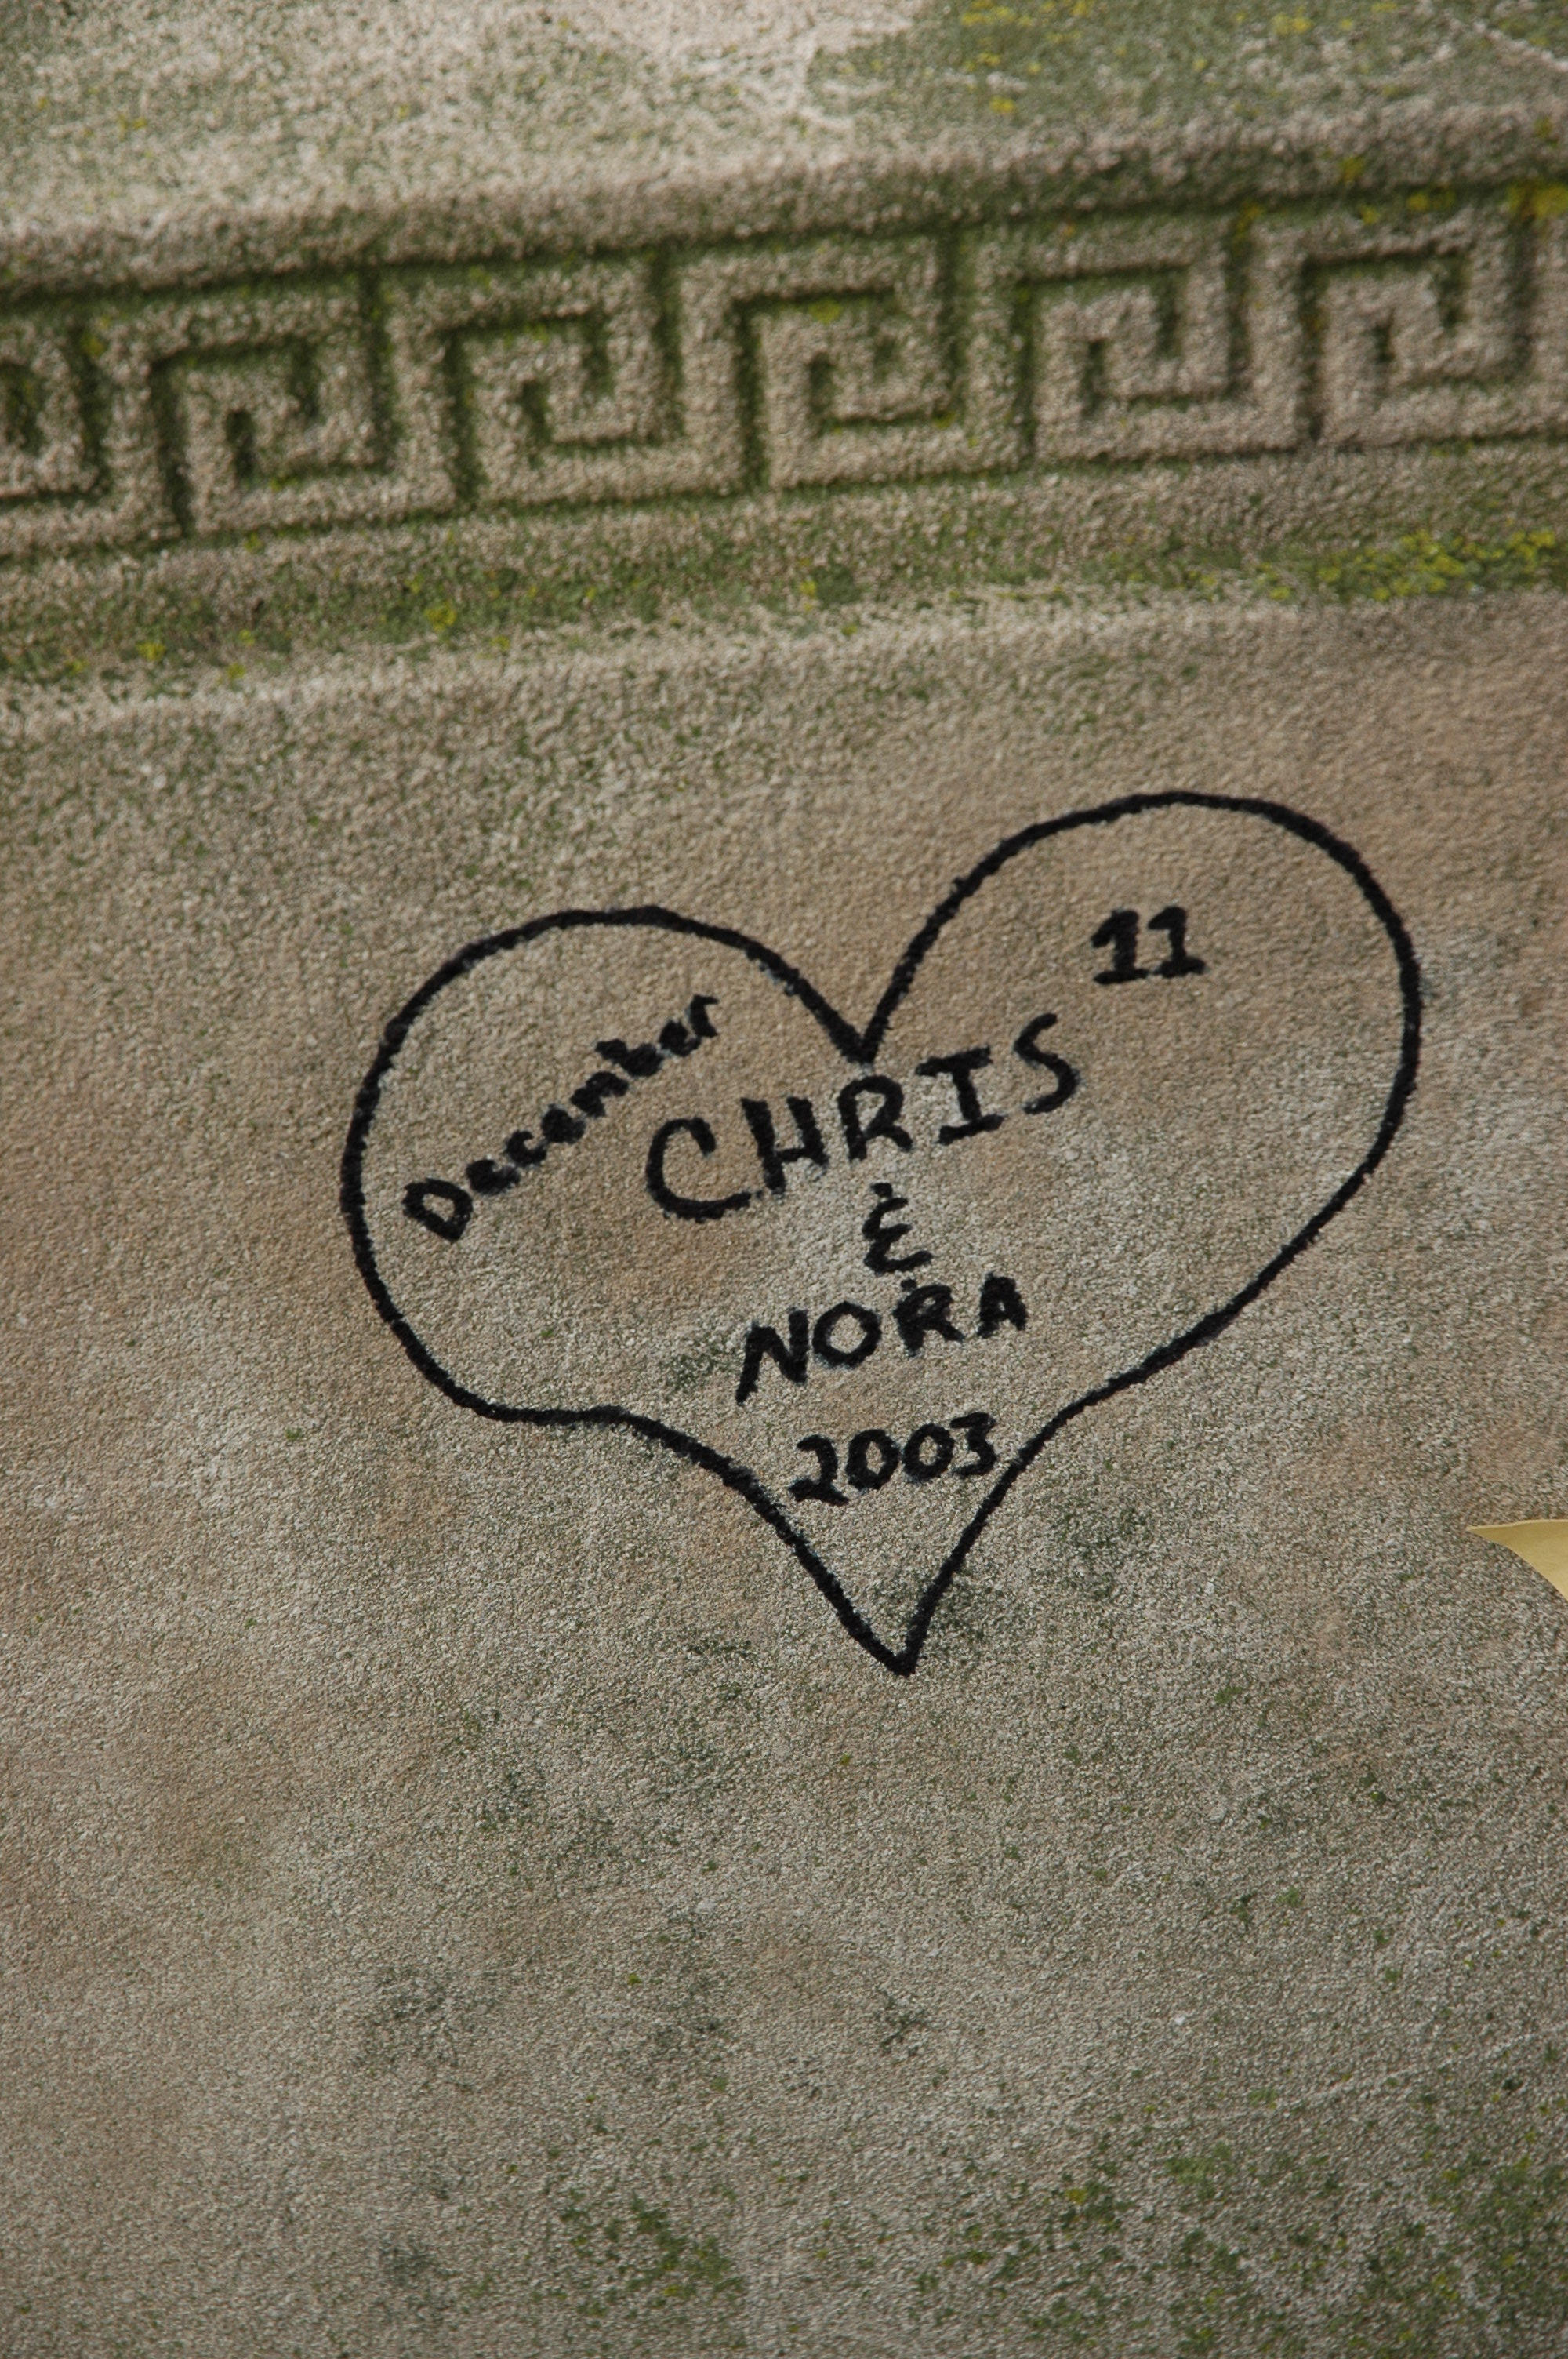 December 11
CHRIS
&
NORA
2003